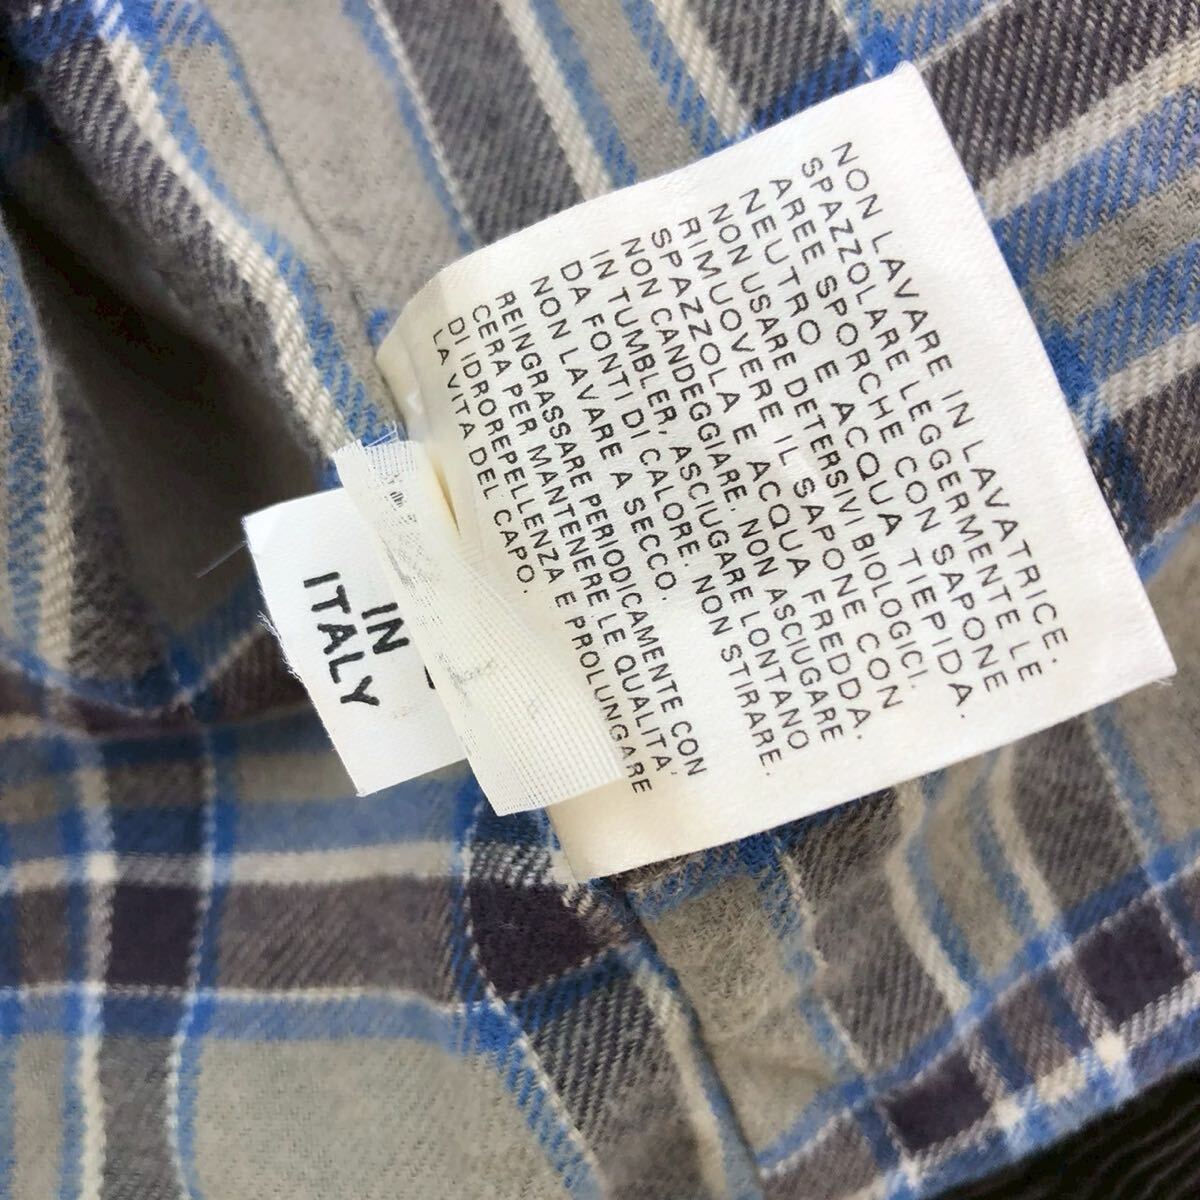 NON LAVARE IN LAVATRICE.
SPAZZOLARE LEGGERMENTE LE
AREE SPORCHE CON SAPONE
NEUTRO E ACQUA TIEPIDA.
NON USARE DETERSIVI BIOLOGICI.
RIMUOVERE IL SAPONE CON
SPAZZOLA E ACQUA FREDDA.
NON CANDEGGIARE. NON ASCIUGARE
IN TUMBLER, ASCIUGARE LONTANO
DA FONTI DI CALORE. NON STIRARE.
NON LAVARE A SECCO
REINGRASSARE PERIODICAMENTE CON
CERA PER MANTENERE LE QUALITA'
DI IDROREPELLENZA E PROLUNGARE
LA VITA DEL CAPO.
IN
ITALY